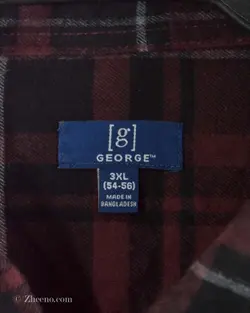 [g]
GEORGE™
3XL
(54-56)
MADE IN
BANGLADESH
© Zheeno.com